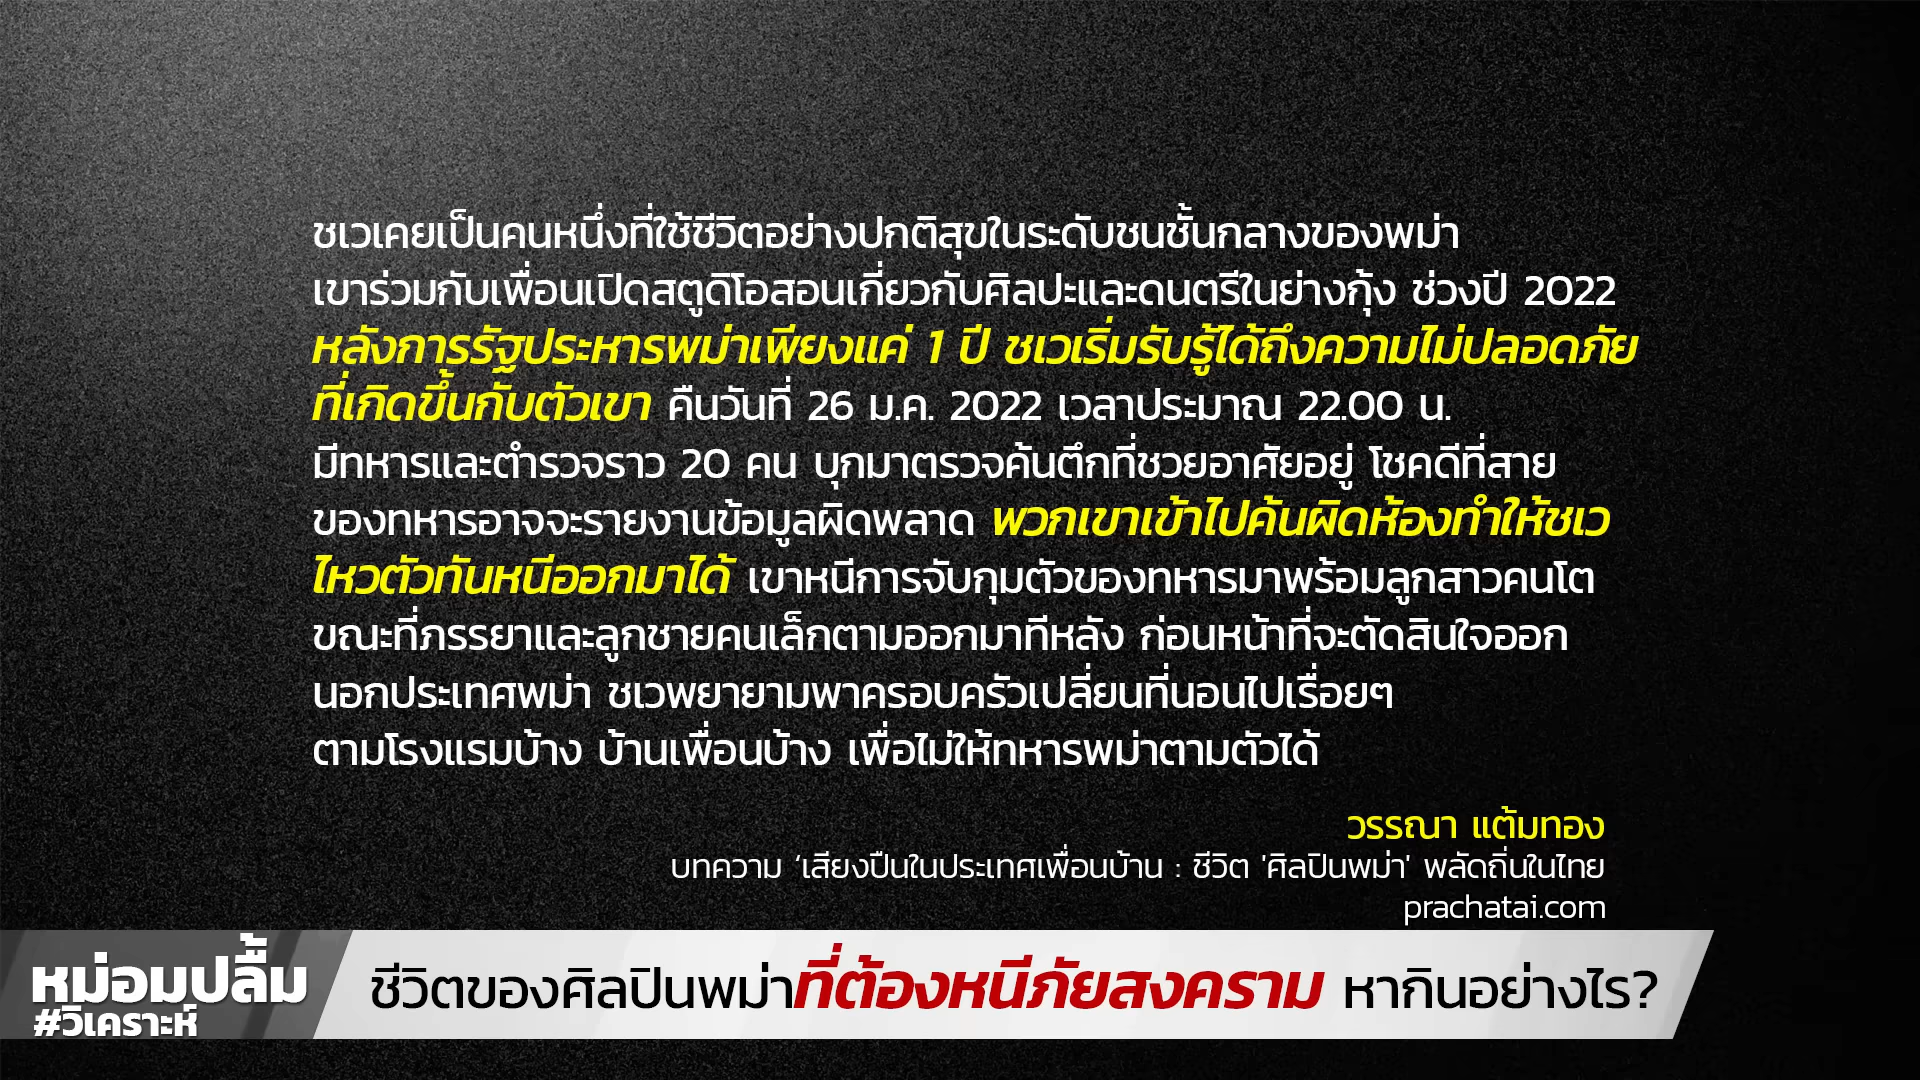 ชเวเคยเป็นคนหนึ่งที่ใช้ชีวิตอย่างปกติสุขในระดับชนชั้นกลางของพม่า
เขาร่วมกับเพื่อนเปิดสตูดิโอสอนเกี่ยวกับศิลปะและดนตรีในย่างกุ้ง ช่วงปี 2022
หลังการรัฐประหารพม่าเพียงแค่ 1 ปี ชเวเริ่มรับรู้ได้ถึงความไม่ปลอดภัย
ที่เกิดขึ้นกับตัวเขา คืนวันที่ 26 ม.ค. 2022 เวลาประมาณ 22.00 น.
มีทหารและตำรวจราว 20 คน บุกมาตรวจค้นตึกที่ชวยอาศัยอยู่ โชคดีที่สาย
ของทหารอาจจะรายงานข้อมูลผิดพลาด พวกเขาเข้าไปค้นผิดห้องทำให้ชเว
ไหวตัวทันหนีออกมาได้ เขาหนีการจับกุมตัวของทหารมาพร้อมลูกสาวคนโต
ขณะที่ภรรยาและลูกชายคนเล็กตามออกมาทีหลัง ก่อนหน้าที่จะตัดสินใจออก
นอกประเทศพม่า ชเวพยายามพาครอบครัวเปลี่ยนที่นอนไปเรื่อยๆ
ตามโรงแรมบ้าง บ้านเพื่อนบ้าง เพื่อไม่ให้ทหารพม่าตามตัวได้
วรรณา แต้มทอง
บทความ ‘เสียงปืนในประเทศเพื่อนบ้าน : ชีวิต 'ศิลปินพม่า' พลัดถิ่นในไทย
prachatai.com
หม่อมปลื้ม
#วิเคราะห์
ชีวิตของศิลปินพม่าที่ต้องหนีภัยสงคราม หากินอย่างไร?